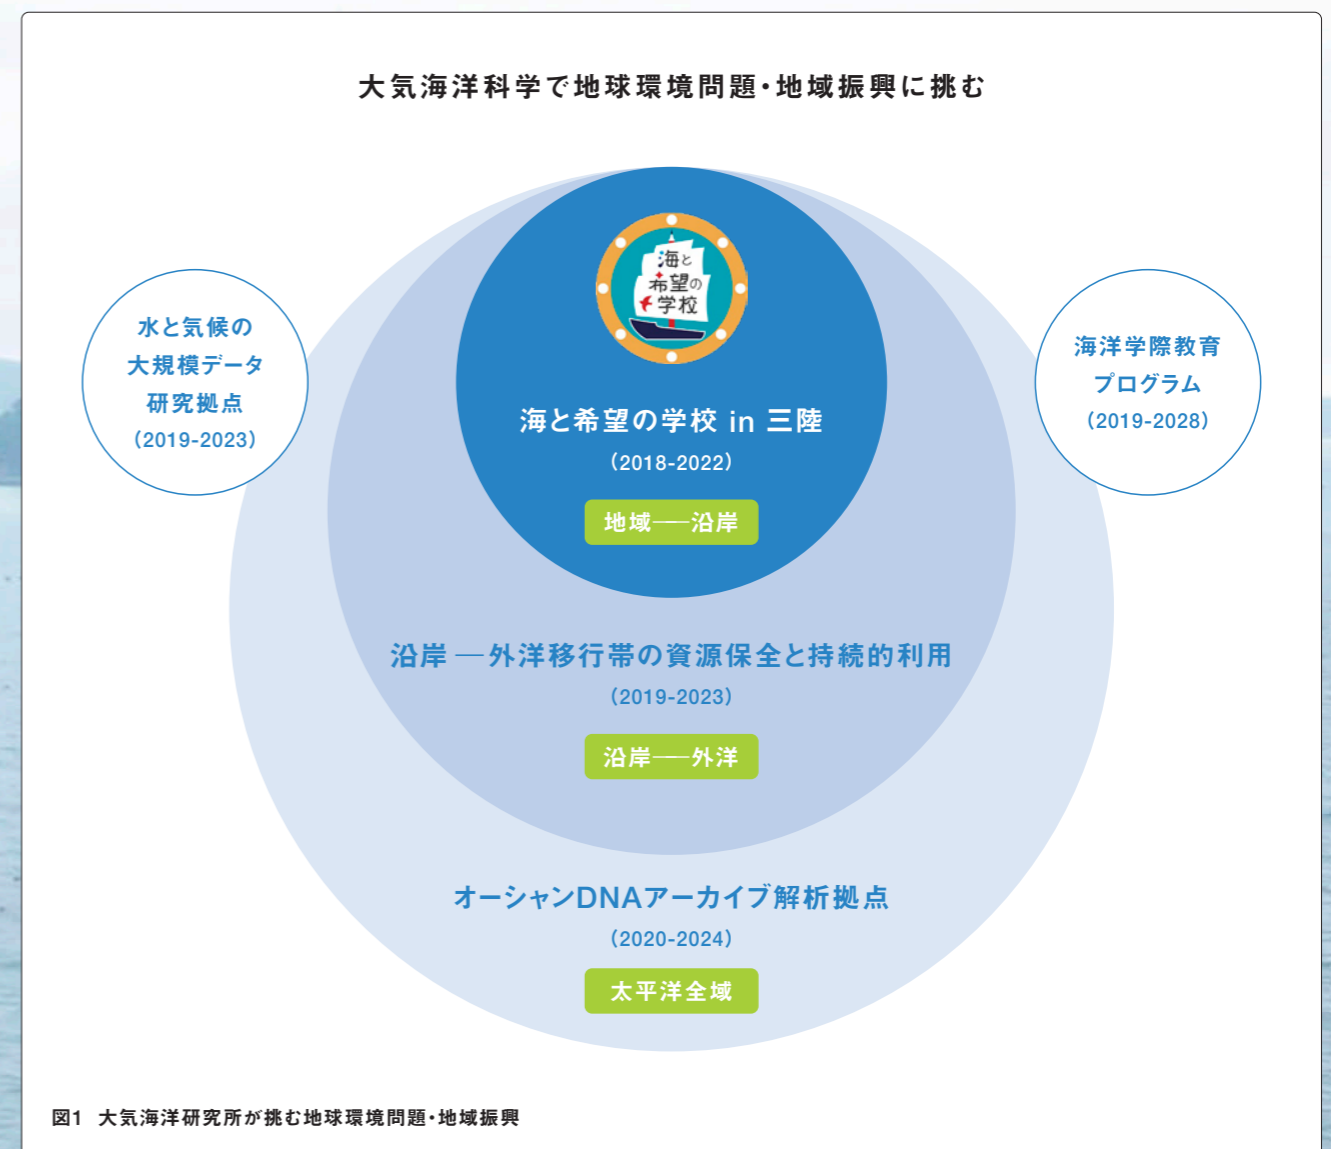 大気海洋科学で地球環境問題・地域振興に挑む
海と
希望の
学校
海と希望の学校 in 三陸
（2018-2022）
地域──沿岸
水と気候の
大規模データ
研究拠点
（2019-2023）
海洋学際教育
プログラム
（2019-2028）
沿岸 ─ 外洋移行帯の資源保全と持続的利用
（2019-2023）
沿岸──外洋
オーシャンDNAアーカイブ解析拠点
（2020-2024）
太平洋全域
図1 大気海洋研究所が挑む地球環境問題・地域振興